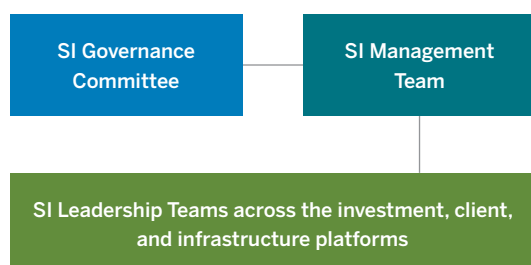 SI Governance
Committee
SI Management
Team
SI Leadership Teams across the investment, client,
and infrastructure platforms